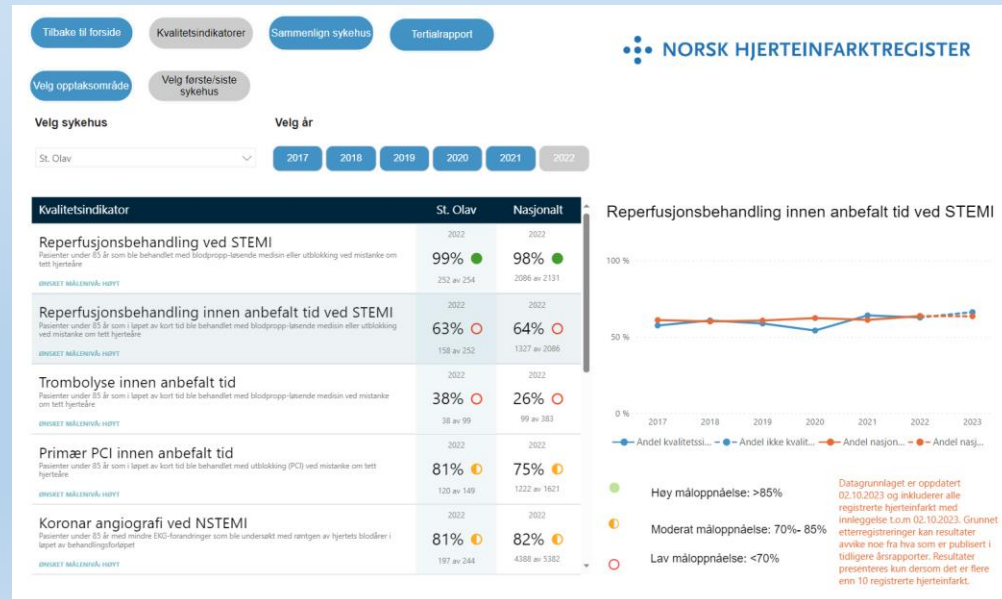 Tilbake til forside
Kvalitetsindikatorer
Sammenlign sykehus
Tertialrapport
NORSK HJERTEINFARKTREGISTER
Velg opptaksområde
Velg første/siste
sykehus
Velg sykehus
Velg år
St. Olav
2017
2018
2019
2020
2021
2022
Kvalitetsindikator
St. Olav
Nasjonalt
Reperfusjonsbehandling ved STEMI
Pasienter under 85 år som ble behandlet med blodpropp-løsende medisin eller utblokking ved mistanke om
tett hjerteåre
ØNSKET MÅLENIVÅ: HØYT
2022
99%
252 av 254
2022
98%
2086 av 2131
Reperfusjonsbehandling innen anbefalt tid ved STEMI
Pasienter under 85 år som i løpet av kort tid ble behandlet med blodpropp-løsende medisin eller utblokking
ved mistanke om tett hjerteåre
ØNSKET MÅLENIVÅ: HØYT
2022
63%
158 av 252
2022
64%
1327 av 2086
Trombolyse innen anbefalt tid
Pasienter under 85 år som i løpet av kort tid ble behandlet med blodpropp-løsende medisin ved mistanke
om tett hjerteåre
ØNSKET MÅLENIVÅ: HØYT
2022
38%
38 av 99
2022
26%
99 av 383
Primær PCI innen anbefalt tid
Pasienter under 85 år som i løpet av kort tid ble behandlet med utblokking (PCI) ved mistanke om tett
hjerteåre
ØNSKET MÅLENIVÅ: HØYT
2022
81%
120 av 149
2022
75%
1222 av 1621
Koronar angiografi ved NSTEMI
Pasienter under 85 år med mindre EKG-forandringer som ble undersøkt med røntgen av hjertets blodårer i
løpet av behandlingsforløpet
ØNSKET MÅLENIVÅ: HØYT
2022
81%
197 av 244
2022
82%
4388 av 5382
Reperfusjonsbehandling innen anbefalt tid ved STEMI
100 %
50 %
0 %
2017
2018
2019
2020
2021
2022
2023
Andel kvalitetssi...
Andel ikke kvalit...
Andel nasjon...
Andel nasj...
Høy måloppnåelse: >85%
Moderat måloppnåelse: 70%- 85%
Lav måloppnåelse: <70%
Datagrunnlaget er oppdatert
02.10.2023 og inkluderer alle
registrerte hjerteinfarkt med
innleggelse t.o.m 02.10.2023. Grunnet
etterregistreringer kan resultater
avvike noe fra hva som er publisert i
tidligere årsrapporter. Resultater
presenteres kun dersom det er flere
enn 10 registrerte hjerteinfarkt.